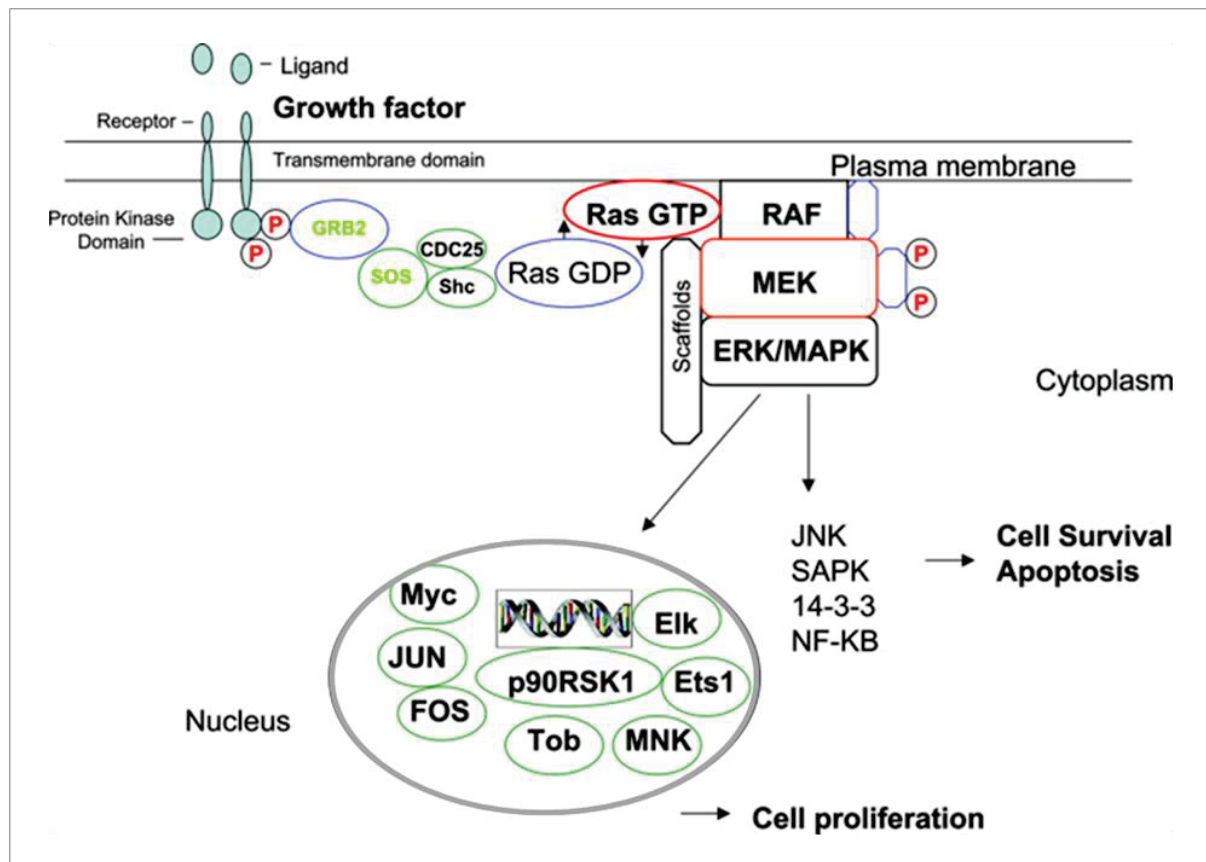 Ligand
Growth factor
Receptor
Transmembrane domain
Plasma membrane
Protein Kinase
Domain
P
P
GRB2
SOS
CDC25
Shc
Ras GTP
Ras GDP
RAF
MEK
ERK/MAPK
Scaffolds
P
P
Cytoplasm
JNK
SAPK
14-3-3
NF-KB
Cell Survival
Apoptosis
Nucleus
Myc
JUN
FOS
Elk
p90RSK1
Ets1
Tob
MNK
Cell proliferation